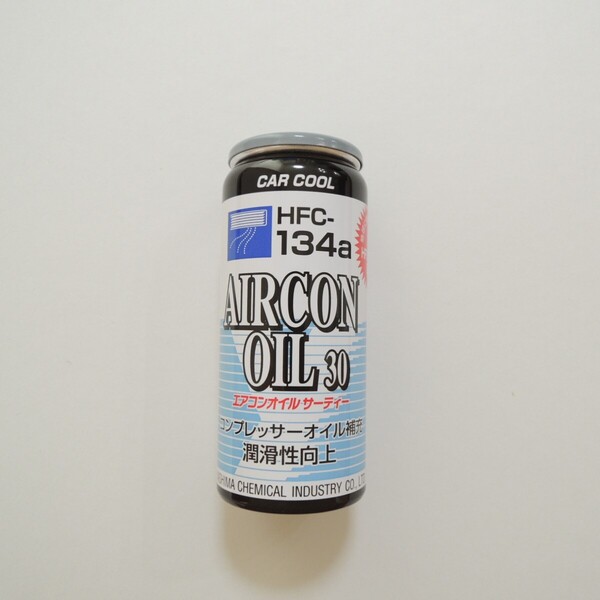 CAR COOL
HFC-
134a
AIRCON
OIL 30
エアコンオイル サーティー
コンプレッサーオイル補充
潤滑性向上
CHEMICAL INDUSTRY CO.,